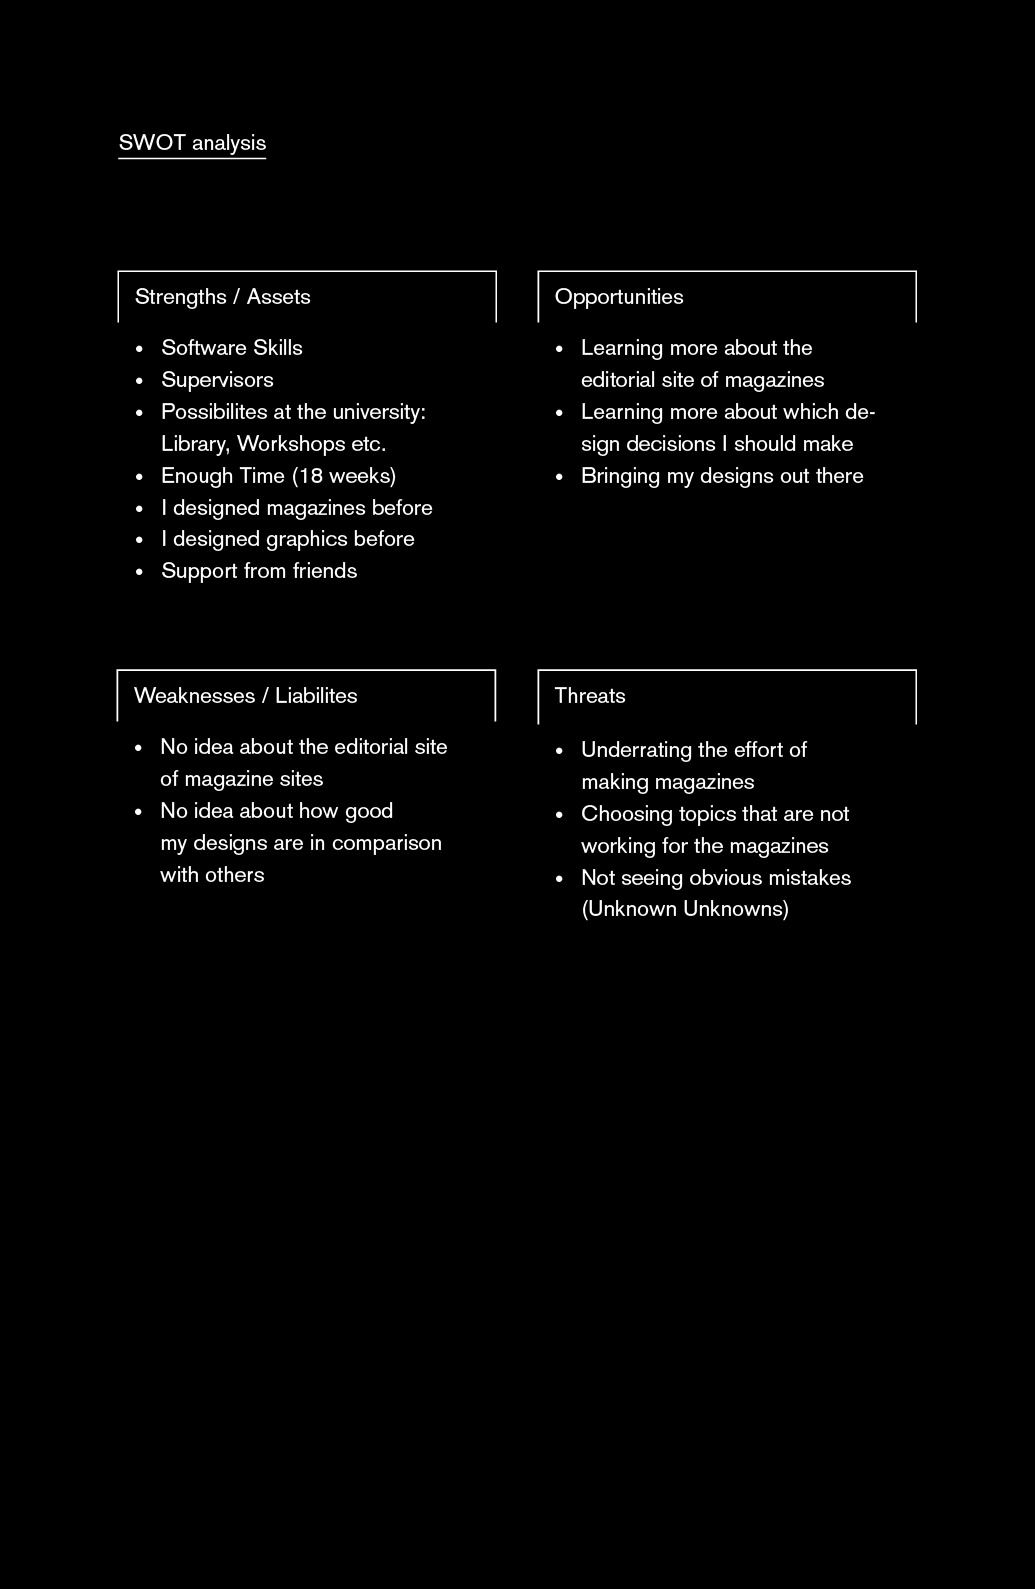 SWOT analysis
Strengths / Assets
• Software Skills
• Supervisors
• Possibilites at the university:
Library, Workshops etc.
• Enough Time (18 weeks)
• I designed magazines before
• I designed graphics before
• Support from friends
Opportunities
• Learning more about the
editorial site of magazines
• Learning more about which de-
sign decisions I should make
• Bringing my designs out there
Weaknesses / Liabilites
• No idea about the editorial site
of magazine sites
• No idea about how good
my designs are in comparison
with others
Threats
• Underrating the effort of
making magazines
• Choosing topics that are not
working for the magazines
• Not seeing obvious mistakes
(Unknown Unknowns)